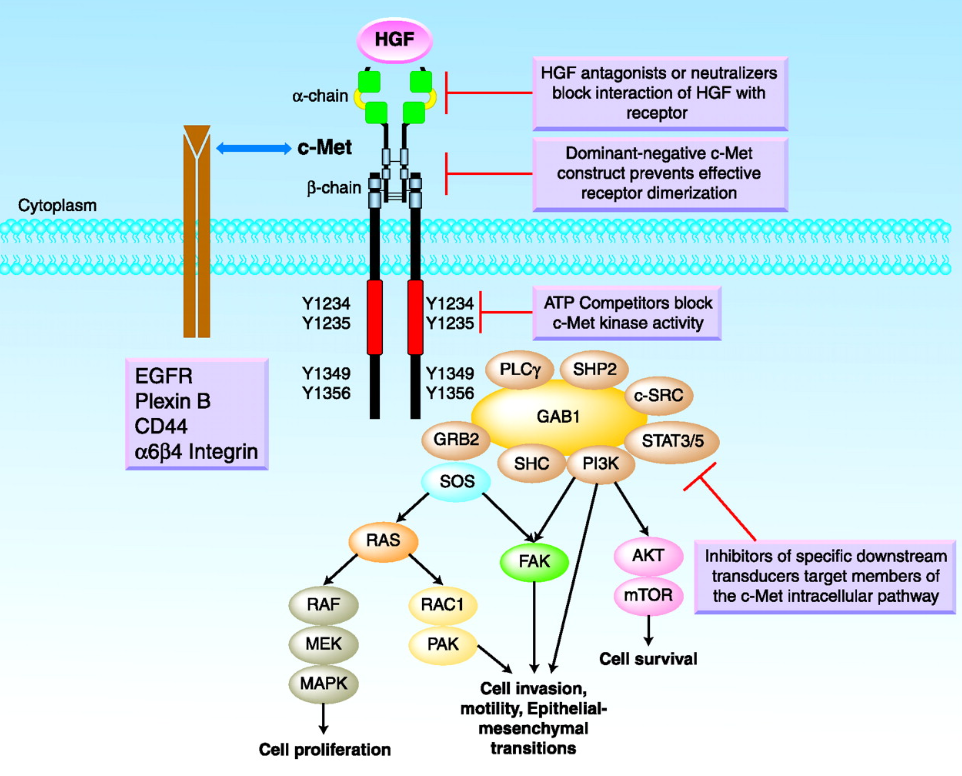 HGF
HGF antagonists or neutralizers
block interaction of HGF with
receptor
α-chain
c-Met
Dominant-negative c-Met
construct prevents effective
receptor dimerization
β-chain
Cytoplasm
Y1234
Y1235
Y1234
Y1235
ATP Competitors block
c-Met kinase activity
Y1349
Y1356
Y1349
Y1356
EGFR
Plexin B
CD44
α6β4 Integrin
PLCγ
SHP2
c-SRC
GAB1
STAT3/5
GRB2
SHC
PI3K
SOS
RAS
FAK
AKT
mTOR
Inhibitors of specific downstream
transducers target members of
the c-Met intracellular pathway
RAF
MEK
MAPK
RAC1
PAK
Cell survival
Cell invasion,
motility, Epithelial-
mesenchymal
transitions
Cell proliferation